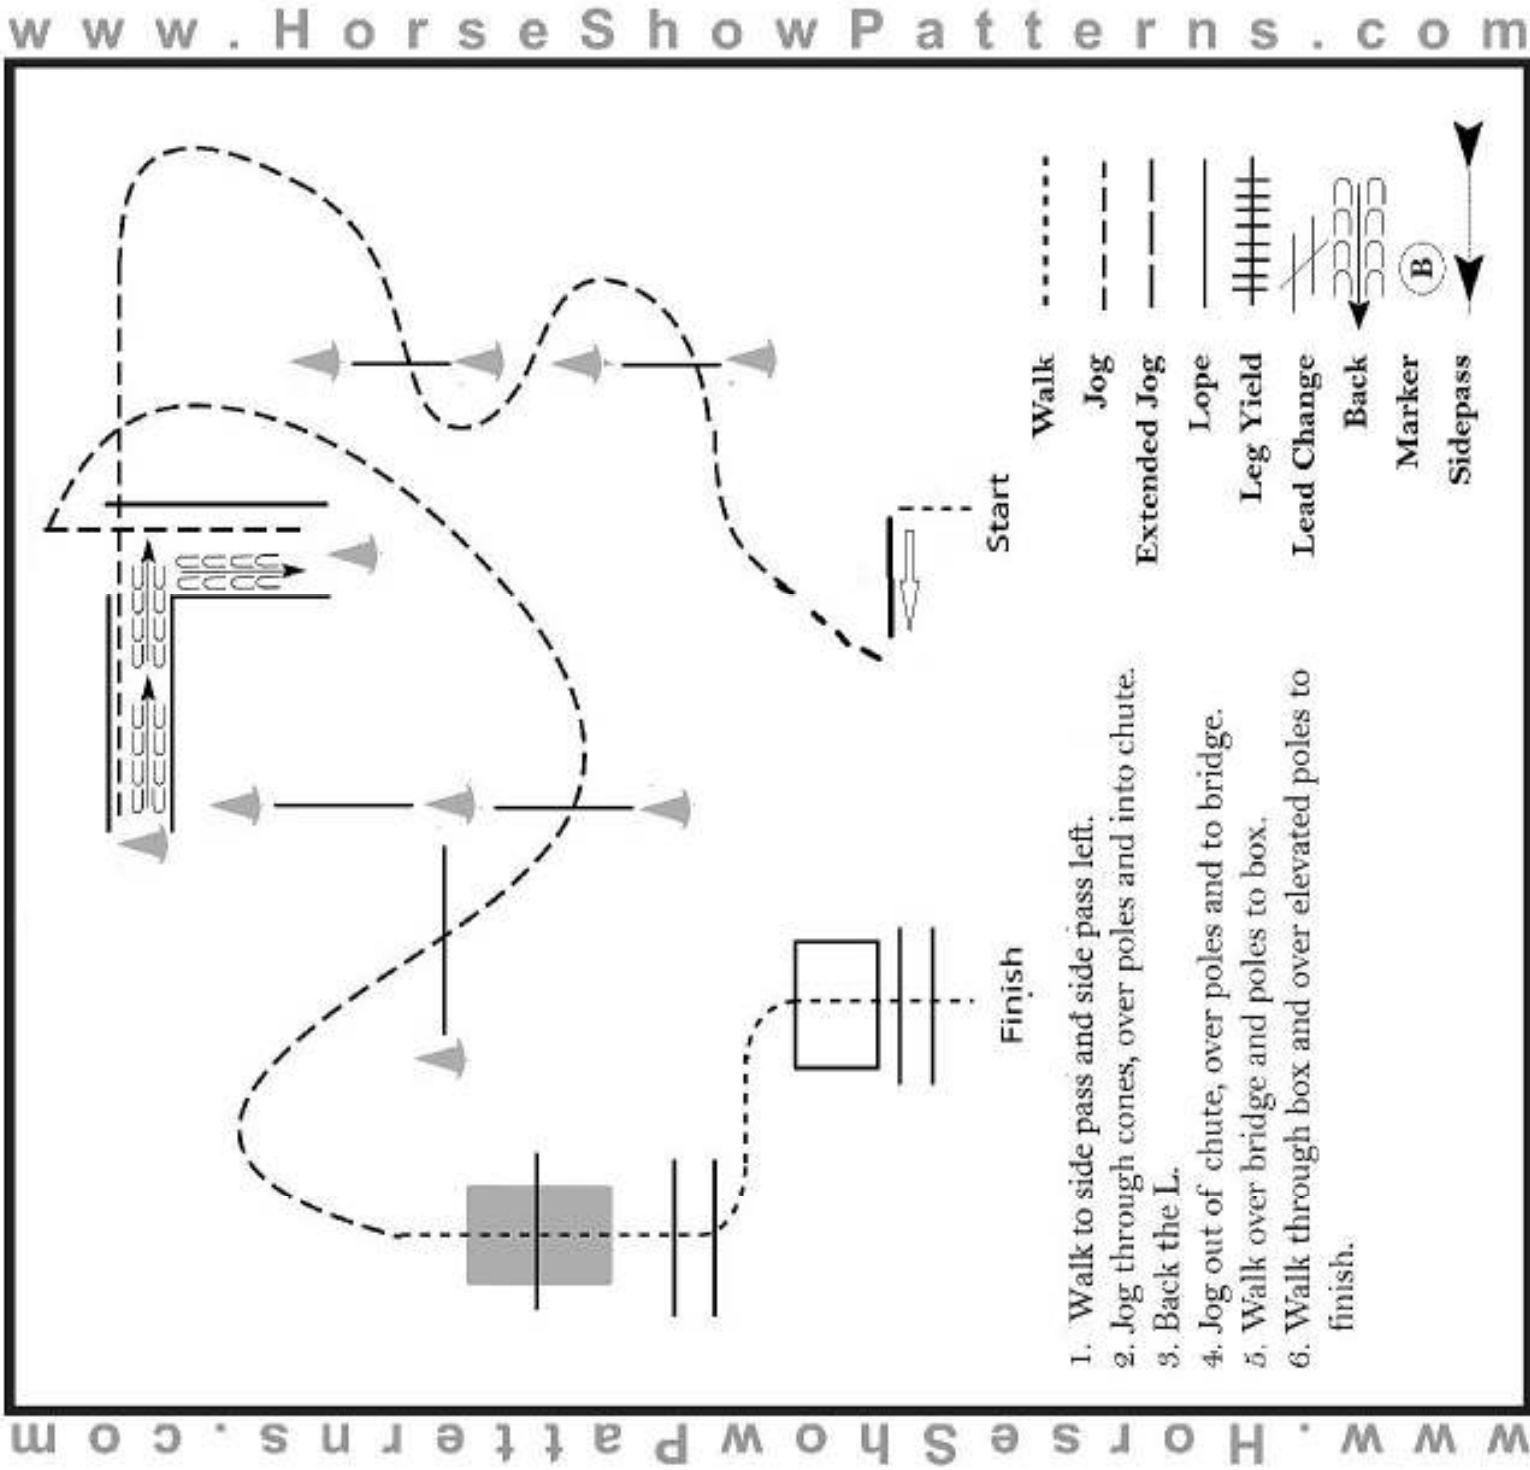 www.HorseShowPatterns.com
Start
Finish
Walk
Jog
Extended Jog
Lope
Leg Yield
Lead Change
Back
Marker
B
Sidepass
1. Walk to side pass and side pass left.
2. Jog through cones, over poles and into chute.
3. Back the L.
4. Jog out of chute, over poles and to bridge.
5. Walk over bridge and poles to box.
6. Walk through box and over elevated poles to
finish.
www.HorseShowPatterns.com